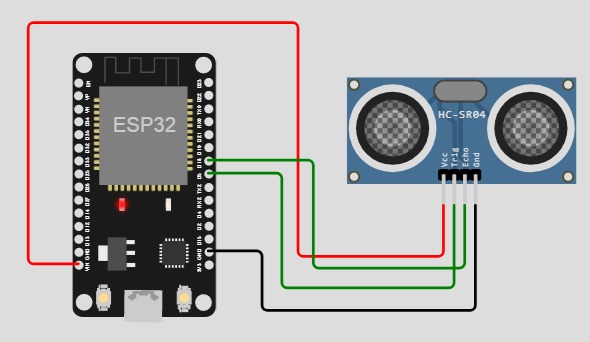 ESP32
HC-SR04
Vcc
Trig
Echo
Gnd
EN
VP
VN
D34
D35
D32
D33
D25
D26
D27
D14
D12
D13
GND
VIN
D23
D22
TX0
RX0
D21
D19
D18
D5
TX2
RX2
D4
D2
D15
GND
3V3